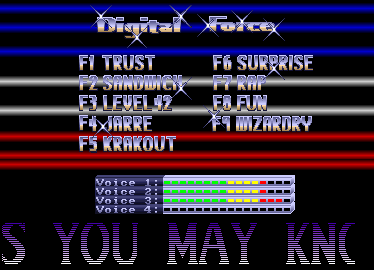 Digital Force
F1 TRUST F6 SURPRISE
F2 SANDWICH F7 RAP
F3 LEVEL 42 F8 FUN
F4 JARRE F9 WIZARDRY
F5 KRAKOUT
Voice 1:
Voice 2:
Voice 3:
Voice 4:
S YOU MAY KNO